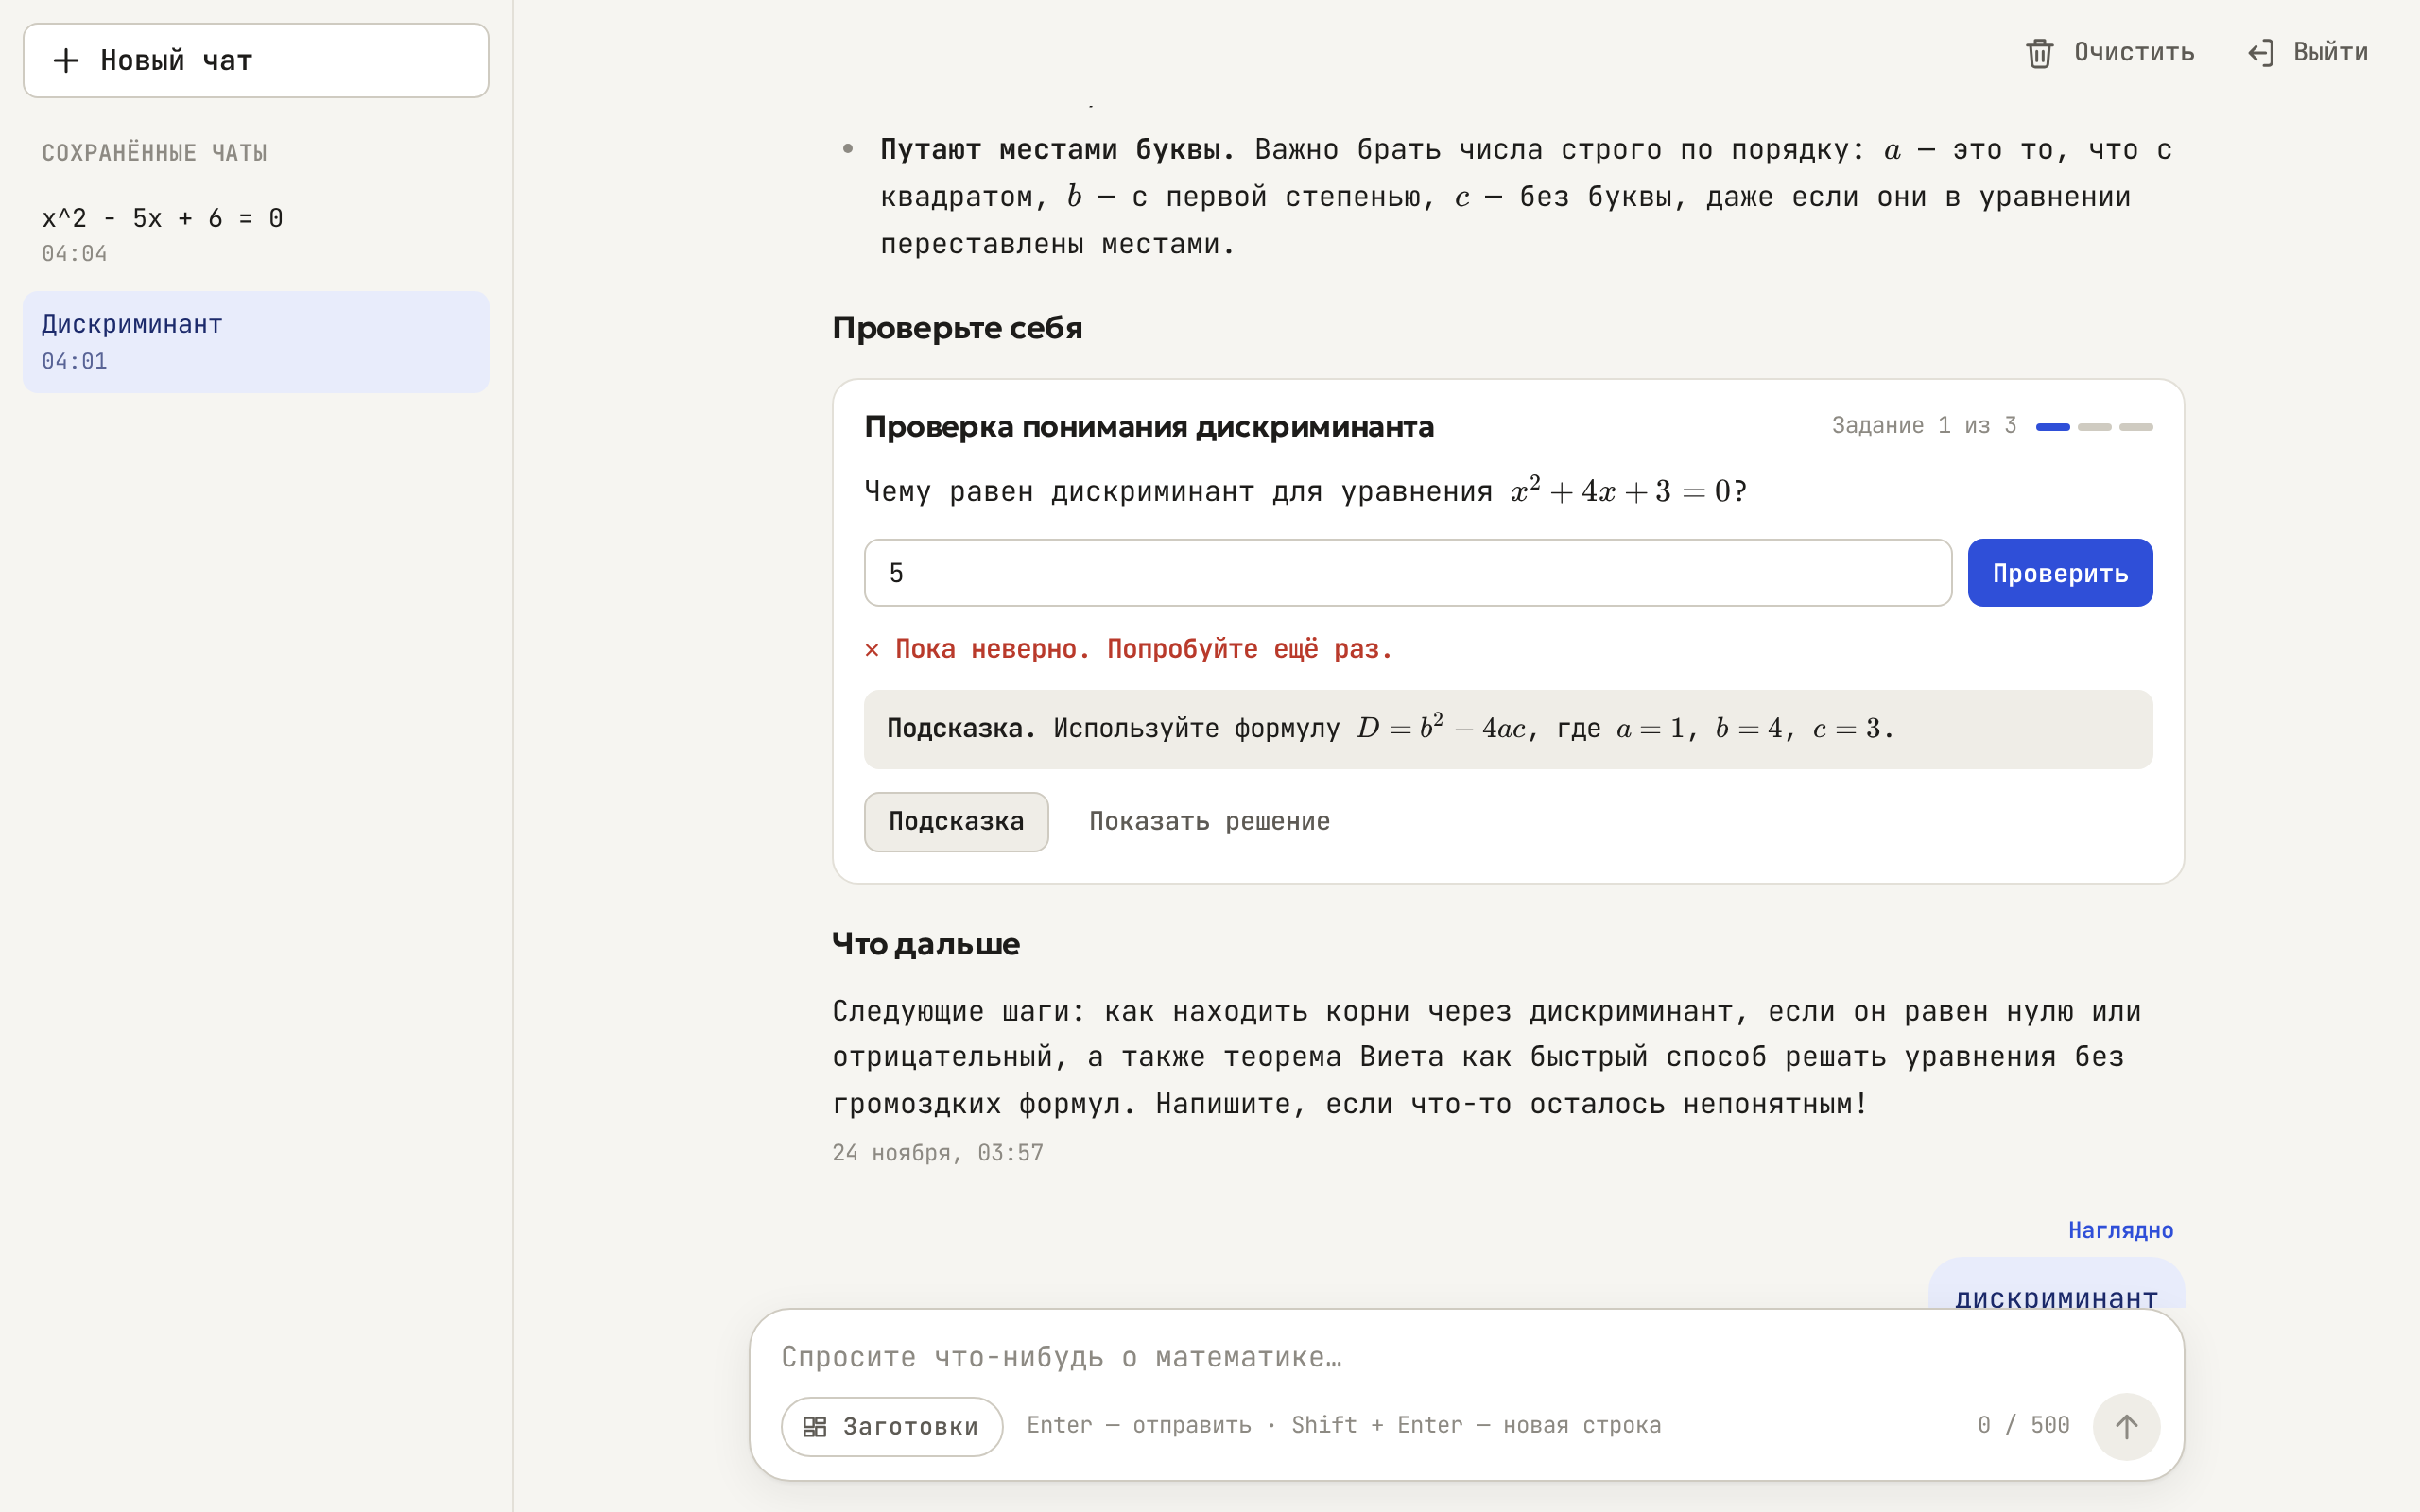 Новый чат
СОХРАНЁННЫЕ ЧАТЫ
x^2 - 5x + 6 = 0
04:04
Дискриминант
04:01
Очистить
Выйти
• Путают местами буквы. Важно брать числа строго по порядку: a — это то, что с
квадратом, b — с первой степенью, c — без буквы, даже если они в уравнении
переставлены местами.
Проверьте себя
Проверка понимания дискриминанта
Задание 1 из 3
Чему равен дискриминант для уравнения x² + 4x + 3 = 0?
5
Проверить
× Пока неверно. Попробуйте ещё раз.
Подсказка. Используйте формулу D = b² − 4ac, где a = 1, b = 4, c = 3.
Подсказка
Показать решение
Что дальше
Следующие шаги: как находить корни через дискриминант, если он равен нулю или
отрицательный, а также теорема Виета как быстрый способ решать уравнения без
громоздких формул. Напишите, если что-то осталось непонятным!
24 ноября, 03:57
Наглядно
дискриминант
Спросите что-нибудь о математике…
Заготовки
Enter — отправить · Shift + Enter — новая строка
0 / 500